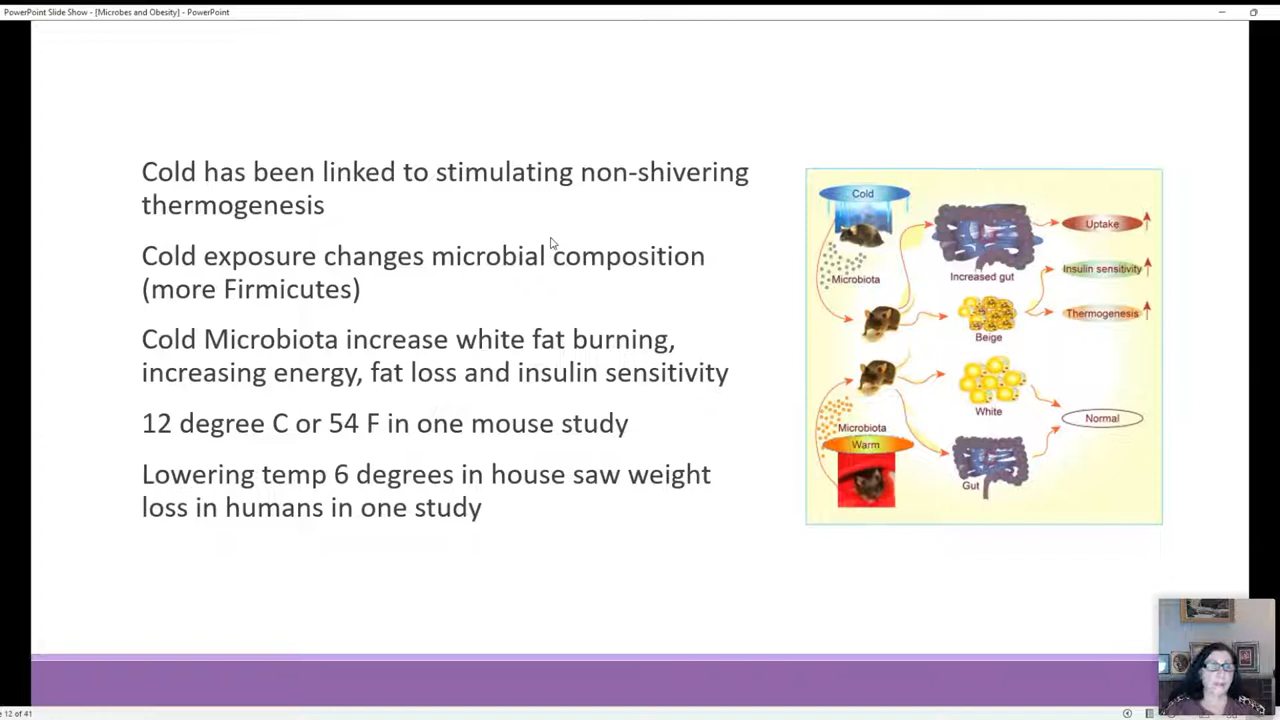 PowerPoint Slide Show - [Microbes and Obesity] - PowerPoint
Cold has been linked to stimulating non-shivering
thermogenesis
Cold exposure changes microbial composition
(more Firmicutes)
Cold Microbiota increase white fat burning,
increasing energy, fat loss and insulin sensitivity
12 degree C or 54 F in one mouse study
Lowering temp 6 degrees in house saw weight
loss in humans in one study
Cold
Microbiota
Increased gut
Uptake
Insulin sensitivity
Thermogenesis
Beige
White
Microbiota
Warm
Gut
Normal
e 12 of 41